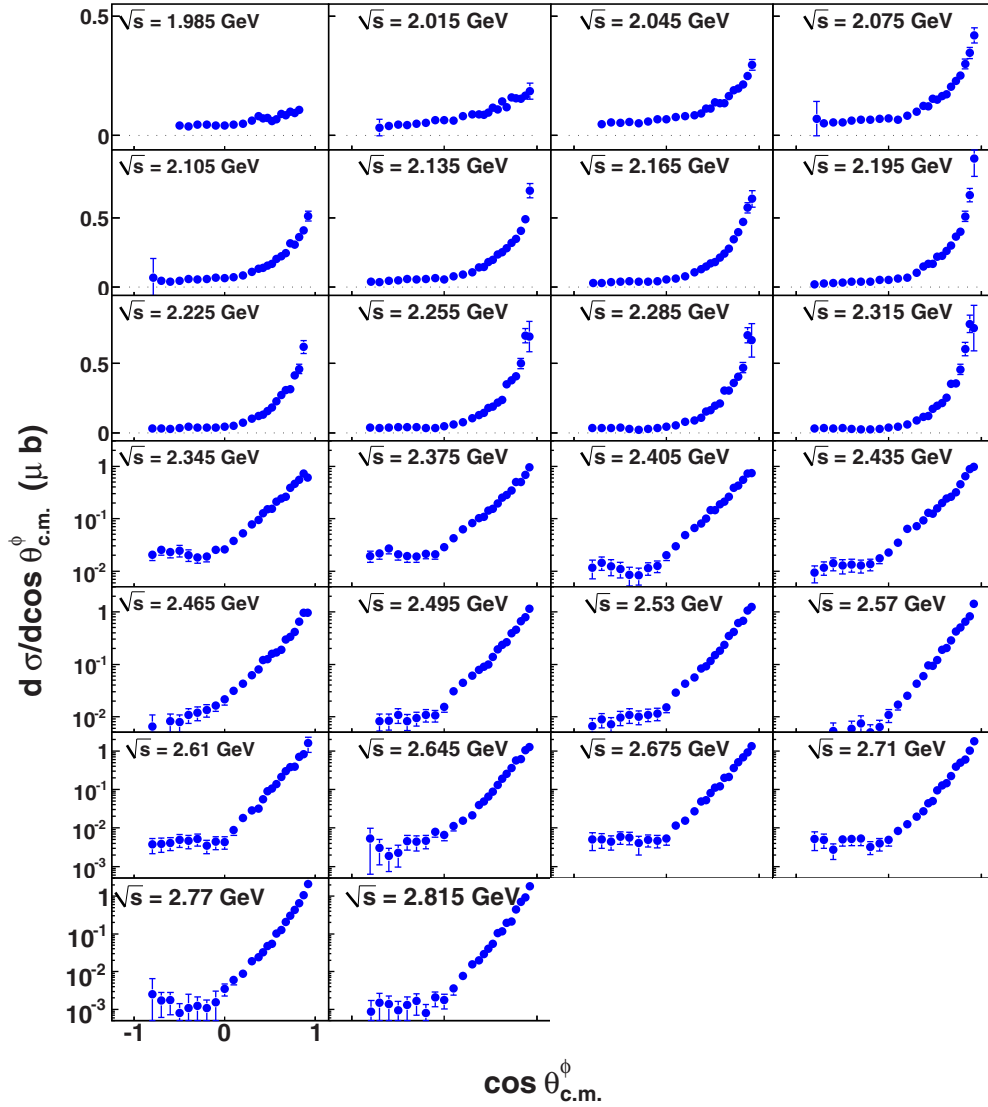 0.5
√s = 1.985 GeV
√s = 2.015 GeV
√s = 2.045 GeV
√s = 2.075 GeV
0
√s = 2.105 GeV
√s = 2.135 GeV
√s = 2.165 GeV
√s = 2.195 GeV
0.5
0
√s = 2.225 GeV
√s = 2.255 GeV
√s = 2.285 GeV
√s = 2.315 GeV
0.5
0
√s = 2.345 GeV
√s = 2.375 GeV
√s = 2.405 GeV
√s = 2.435 GeV
1
10⁻¹
10⁻²
√s = 2.465 GeV
√s = 2.495 GeV
√s = 2.53 GeV
√s = 2.57 GeV
1
10⁻¹
10⁻²
√s = 2.61 GeV
√s = 2.645 GeV
√s = 2.675 GeV
√s = 2.71 GeV
1
10⁻¹
10⁻²
10⁻³
√s = 2.77 GeV
√s = 2.815 GeV
1
10⁻¹
10⁻²
10⁻³
-1 0 1
d σ/dcos θ^ϕ_c.m. (μ b)
cos θ^ϕ_c.m.